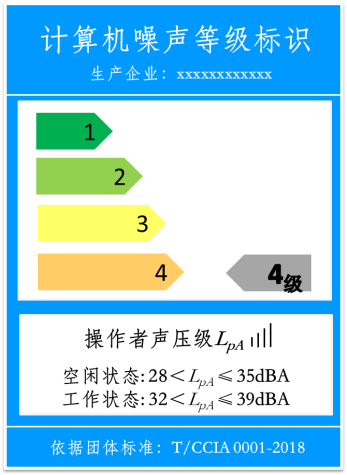 计算机噪声等级标识
生产企业：xxxxxxxxxxxx
1
2
3
4
4级
操作者声压级LpA
空闲状态:28＜LpA≤35dBA
工作状态:32＜LpA≤39dBA
依据团体标准：T/CCIA 0001-2018